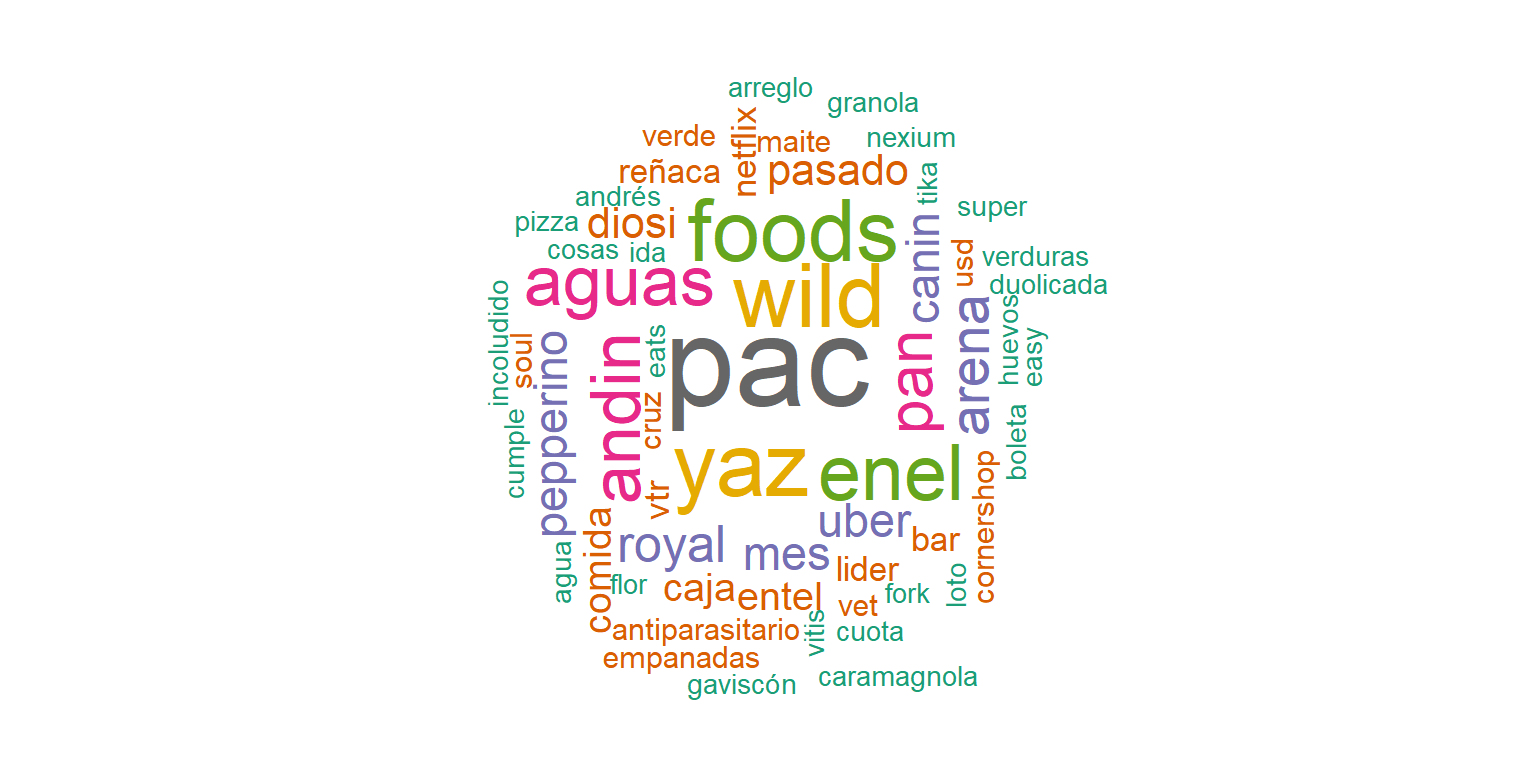 arreglo
granola
verde
netflix
maite
nexium
reñaca
pasado
tika
andrés
super
pizza
diosi
foods
canin
cosas
ida
usd
verduras
aguas
wild
duolicada
incoludido
soul
pepperino
andin
eats
pac
pan
arena
huevos
easy
cumple
cruz
boleta
vtr
yaz
enel
cornershop
uber
comida
royal
mes
bar
agua
flor
caja
entel
lider
vet
fork
loto
antiparasitario
vitis
cuota
empanadas
gaviscón
caramagnola